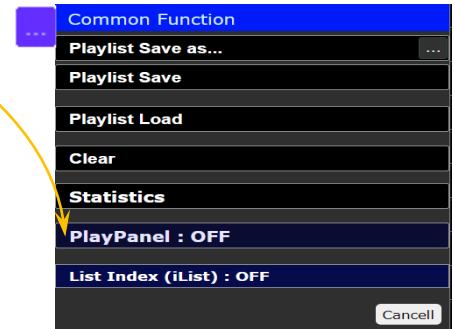 ...
Common Function
Playlist Save as... ...
Playlist Save
Playlist Load
Clear
Statistics
PlayPanel : OFF
List Index (iList) : OFF
Cancell